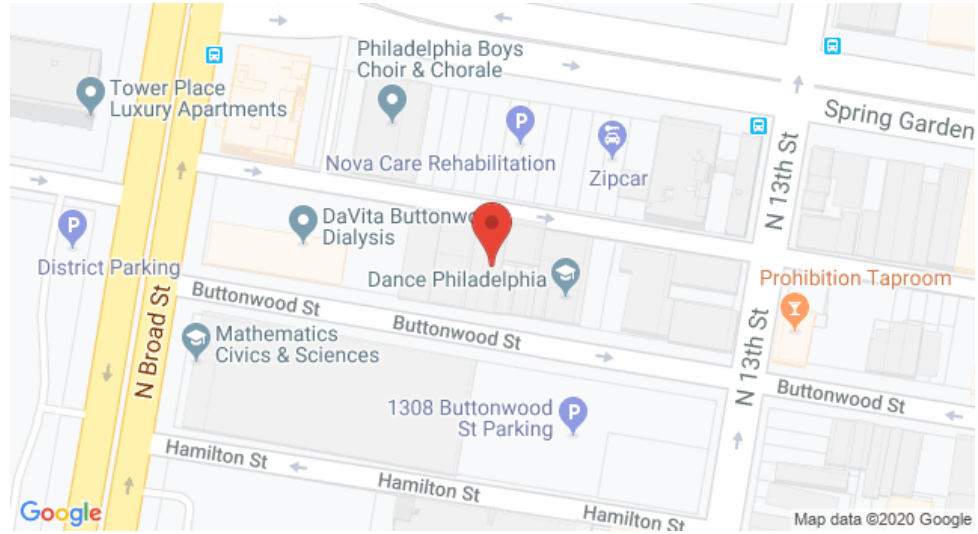 Philadelphia Boys
Choir & Chorale
Tower Place
Luxury Apartments
Spring Garden
P
Nova Care Rehabilitation
Zipcar
N 13th St
P
District Parking
DaVita Buttonwo
Dialysis
Dance Philadelphia
Prohibition Taproom
Buttonwood St
Buttonwood St
N Broad St
Mathematics
Civics & Sciences
N 13th St
Buttonwood St
1308 Buttonwood
St Parking
P
Hamilton St
Hamilton St
Hamilton St
Google
Map data ©2020 Google